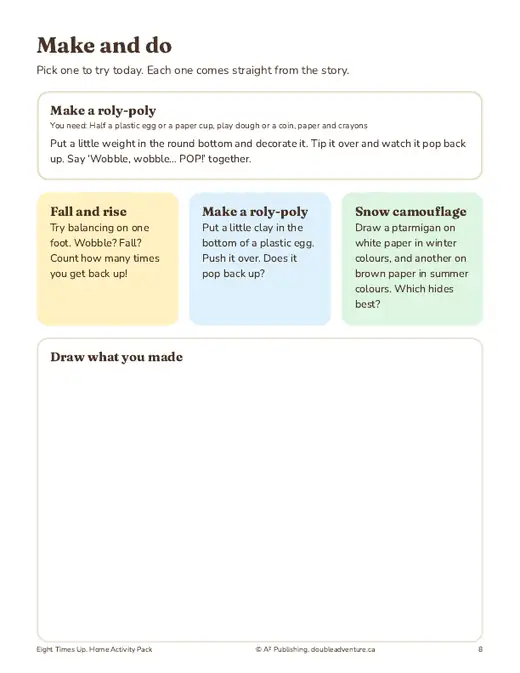 Make and do
Pick one to try today. Each one comes straight from the story.
Make a roly-poly
You need: Half a plastic egg or a paper cup, play dough or a coin, paper and crayons
Put a little weight in the round bottom and decorate it. Tip it over and watch it pop back
up. Say ‘Wobble, wobble… POP!’ together.
Fall and rise
Try balancing on one
foot. Wobble? Fall?
Count how many times
you get back up!
Make a roly-poly
Put a little clay in the
bottom of a plastic egg.
Push it over. Does it
pop back up?
Snow camouflage
Draw a ptarmigan on
white paper in winter
colours, and another on
brown paper in summer
colours. Which hides
best?
Draw what you made
Eight Times Up. Home Activity Pack
© A² Publishing. doubleadventure.ca
8